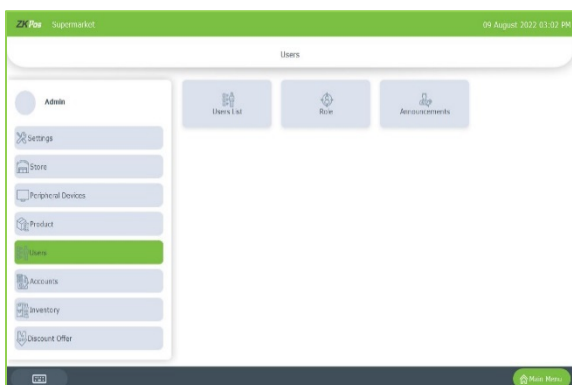 ZKPos Supermarket
09 August 2022 03:02 PM
Users
Admin
Settings
Store
Peripheral Devices
Product
Users
Accounts
Inventory
Discount Offer
Users List
Role
Announcements
Main Menu